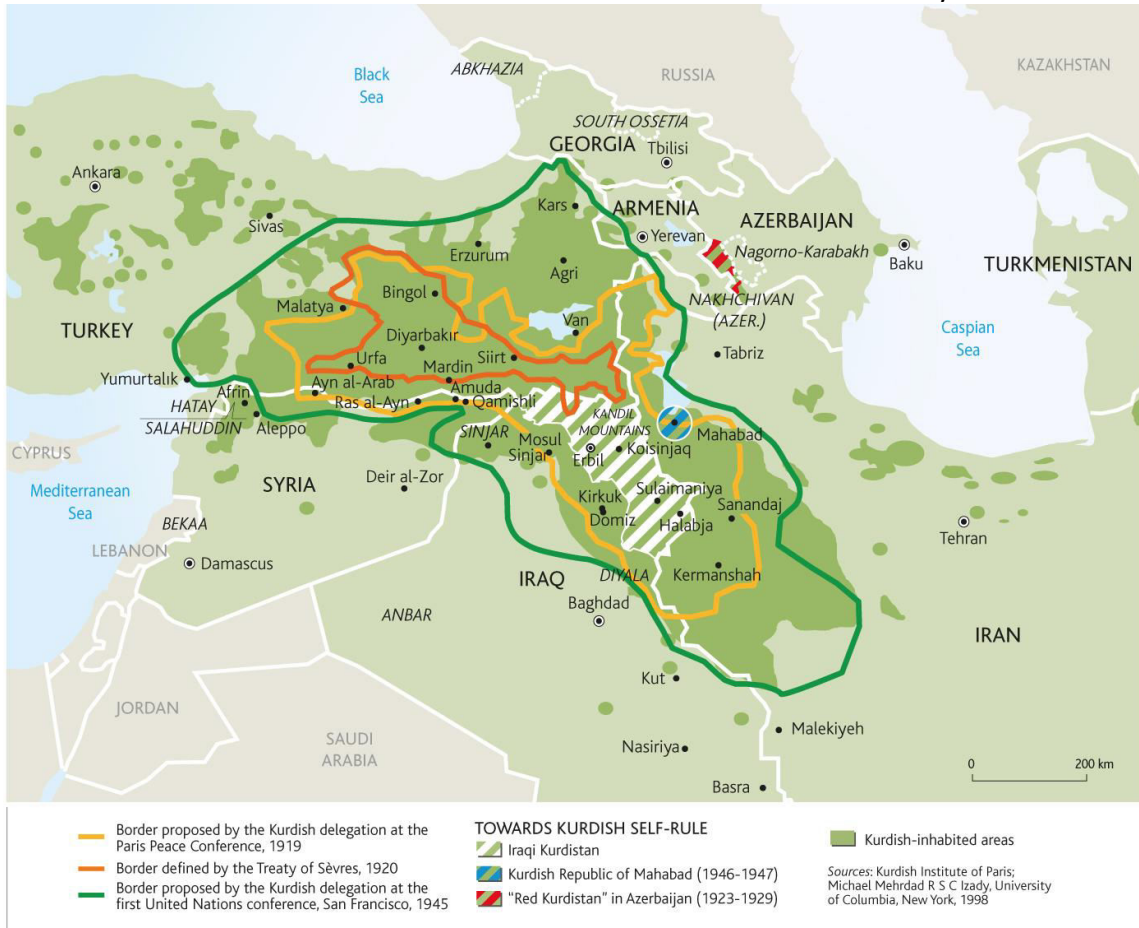 Black
Sea
ABKHAZIA
RUSSIA
KAZAKHSTAN
SOUTH OSSETIA
GEORGIA
Tbilisi
Ankara
Kars
ARMENIA
AZERBAIJAN
Sivas
Yerevan
Nagorno-Karabakh
Baku
Erzurum
TURKMENISTAN
Agri
NAKHCHIVAN
(AZER.)
Bingol
Malatya
Van
Caspian
Sea
TURKEY
Diyarbakır
Tabriz
Urfa
Mardin
Siirt
Yumurtalik
Ayn al-Arab
Amuda
Afrin
Ras al-Ayn
Qamishli
HATAY
KANDIL
MOUNTAINS
SALAHUDDIN
Aleppo
SINJAR
Mahabad
Mosul
Koisinjaq
CYPRUS
Sinjar
Erbil
Deir al-Zor
SYRIA
Mediterranean
Sea
Sulaimaniya
Kirkuk
Sanandaj
Domiz
Halabja
BEKAA
Tehran
LEBANON
Damascus
IRAQ
DIYALA
Kermanshah
Baghdad
ANBAR
IRAN
Kut
JORDAN
Malekiyeh
SAUDI
ARABIA
Nasiriya
0
200 km
Basra
Border proposed by the Kurdish delegation at the
Paris Peace Conference, 1919
Border defined by the Treaty of Sèvres, 1920
Border proposed by the Kurdish delegation at the
first United Nations conference, San Francisco, 1945
TOWARDS KURDISH SELF-RULE
Iraqi Kurdistan
Kurdish Republic of Mahabad (1946-1947)
"Red Kurdistan" in Azerbaijan (1923-1929)
Kurdish-inhabited areas
Sources: Kurdish Institute of Paris;
Michael Mehrdad R S C Izady, University
of Columbia, New York, 1998